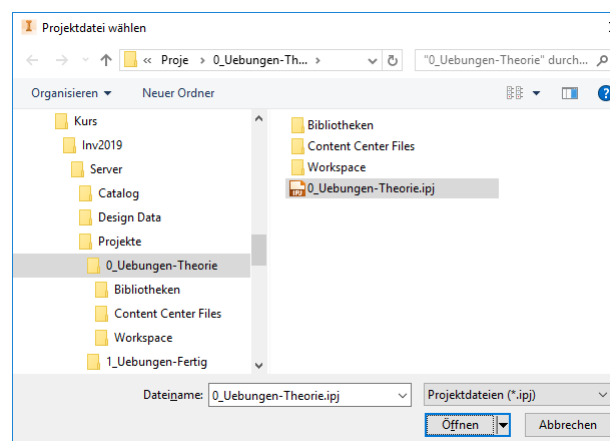 Projektdatei wählen
« Proje > 0_Uebungen-Th... >
"0_Uebungen-Theorie" durch...
Organisieren Neuer Ordner
Kurs
Inv2019
Server
Catalog
Design Data
Projekte
0_Uebungen-Theorie
Bibliotheken
Content Center Files
Workspace
1_Uebungen-Fertig
Bibliotheken
Content Center Files
Workspace
0_Uebungen-Theorie.ipj
Dateiname: 0_Uebungen-Theorie.ipj
Projektdateien (*.ipj)
Öffnen Abbrechen